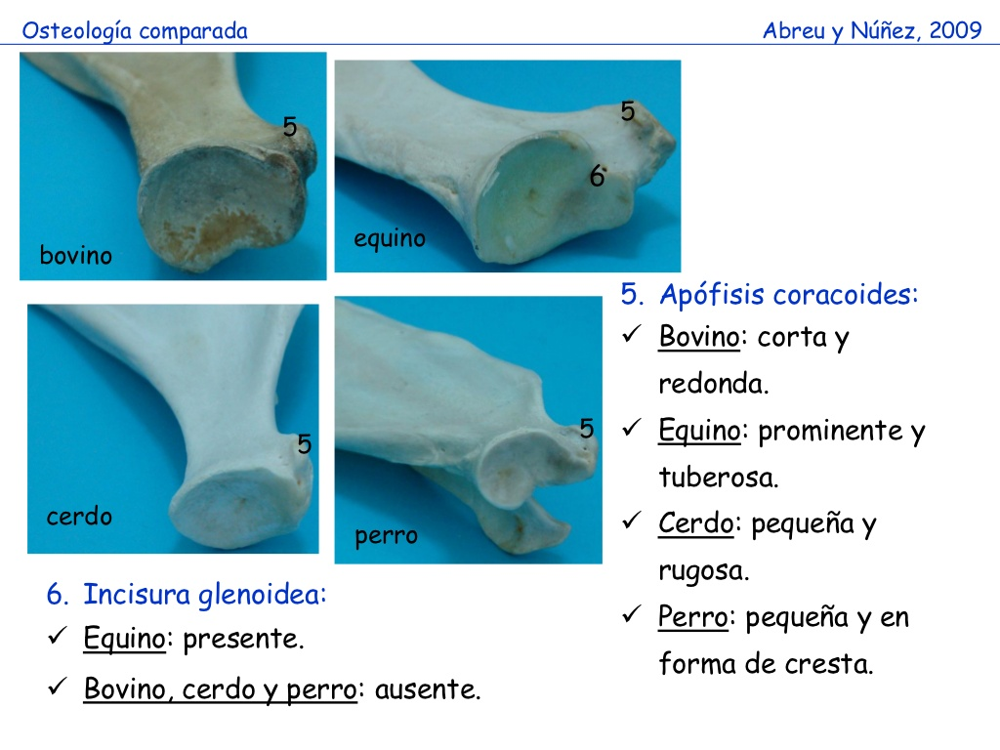 Osteología comparada
Abreu y Núñez, 2009
5
bovino
5
6
equino
5
cerdo
5
perro
5. Apófisis coracoides:
✓ Bovino: corta y
redonda.
✓ Equino: prominente y
tuberosa.
✓ Cerdo: pequeña y
rugosa.
✓ Perro: pequeña y en
forma de cresta.
6. Incisura glenoidea:
✓ Equino: presente.
✓ Bovino, cerdo y perro: ausente.